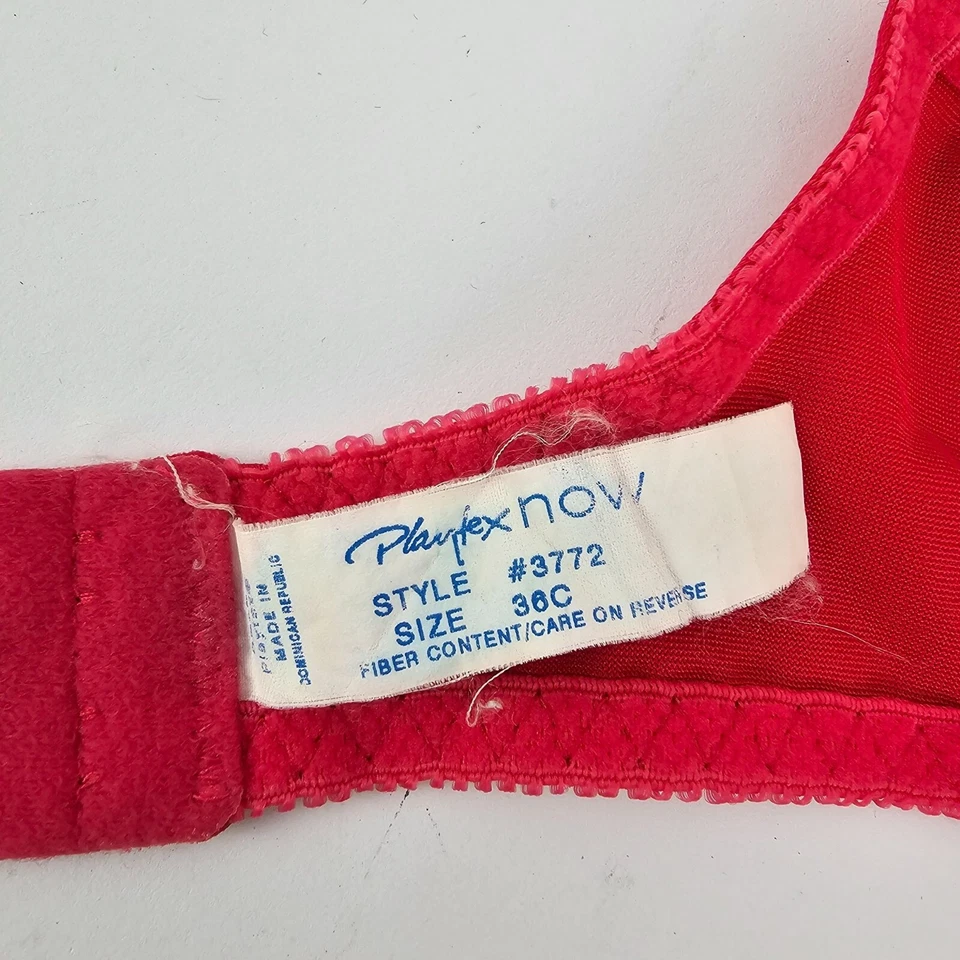 Playtex now
STYLE #3772
SIZE 36C
FIBER CONTENT/CARE ON REVERSE
MADE IN
DOMINICAN REPUBLIC